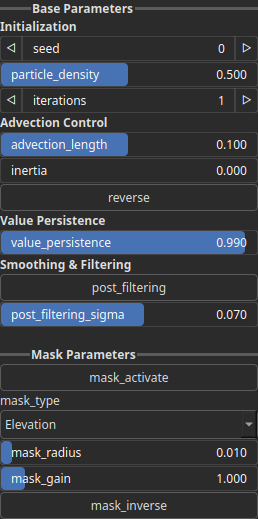 Base Parameters
Initialization
seed 0
particle_density 0.500
iterations 1
Advection Control
advection_length 0.100
inertia 0.000
reverse
Value Persistence
value_persistence 0.990
Smoothing & Filtering
post_filtering
post_filtering_sigma 0.070
Mask Parameters
mask_activate
mask_type
Elevation
mask_radius 0.010
mask_gain 1.000
mask_inverse